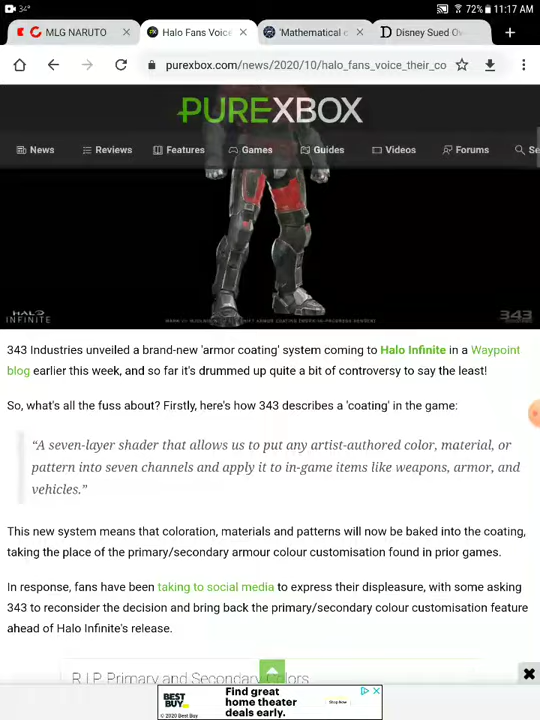 34°
72% 11:17 AM
MLG NARUTO
Halo Fans Voice
'Mathematical c
Disney Sued Ov
purexbox.com/news/2020/10/halo_fans_voice_their_co
PUREXBOX
News Reviews Features Games Guides Videos Forums Se
HALO
INFINITE
343
343 Industries unveiled a brand-new 'armor coating' system coming to Halo Infinite in a Waypoint
blog earlier this week, and so far it's drummed up quite a bit of controversy to say the least!
So, what's all the fuss about? Firstly, here's how 343 describes a 'coating' in the game:
“A seven-layer shader that allows us to put any artist-authored color, material, or
pattern into seven channels and apply it to in-game items like weapons, armor, and
vehicles.”
This new system means that coloration, materials and patterns will now be baked into the coating,
taking the place of the primary/secondary armour colour customisation found in prior games.
In response, fans have been taking to social media to express their displeasure, with some asking
343 to reconsider the decision and bring back the primary/secondary colour customisation feature
ahead of Halo Infinite's release.
R.I.P Primary and Secondary Colors
BEST
BUY
© 2020 Best Buy
Find great
home theater
deals early.
Shop Now